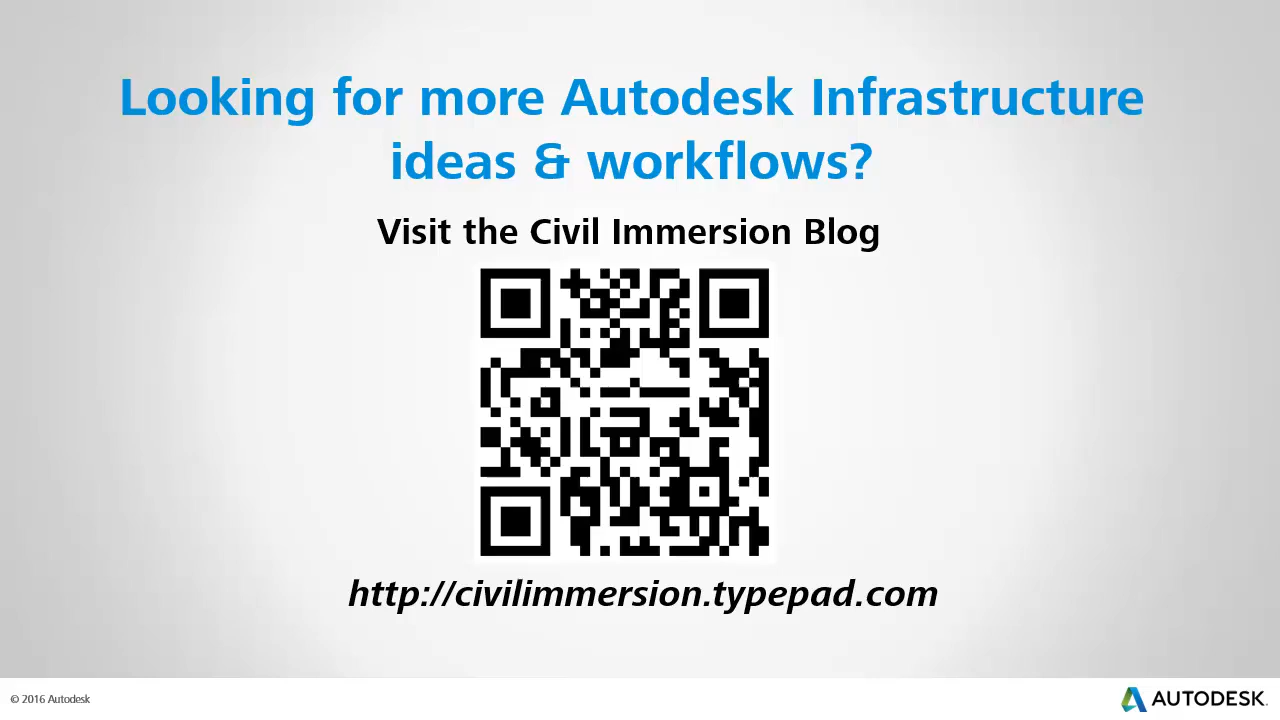 Looking for more Autodesk Infrastructure
ideas & workflows?
Visit the Civil Immersion Blog
http://civilimmersion.typepad.com
© 2016 Autodesk
AUTODESK.